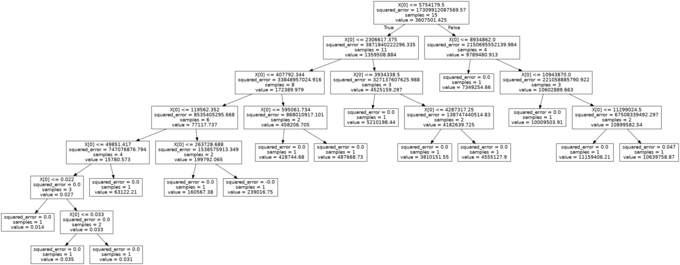 X[0] <= 5754179.5
squared_error = 17309912087569.57
samples = 15
value = 3607501.425
True
False
X[0] <= 2306617.375
squared_error = 3871840222296.335
samples = 11
value = 1359508.884
X[0] <= 8934862.0
squared_error = 2150695552139.984
samples = 4
value = 9789480.913
X[0] <= 407792.344
squared_error = 33848957024.916
samples = 8
value = 172389.979
X[0] <= 3934338.5
squared_error = 327137607625.988
samples = 3
value = 4525159.297
squared_error = 0.0
samples = 1
value = 7349254.66
X[0] <= 10943870.0
squared_error = 221058885790.922
samples = 3
value = 10602889.663
X[0] <= 119562.352
squared_error = 8535405295.668
samples = 6
value = 77117.737
X[0] <= 595061.734
squared_error = 868010917.101
samples = 2
value = 458206.705
squared_error = 0.0
samples = 1
value = 5210198.44
X[0] <= 4287317.25
squared_error = 138747440514.83
samples = 2
value = 4182639.725
squared_error = 0.0
samples = 1
value = 10009503.91
X[0] <= 11299024.5
squared_error = 67508339492.297
samples = 2
value = 10899582.54
X[0] <= 49851.417
squared_error = 747076876.794
samples = 4
value = 15780.573
X[0] <= 263728.688
squared_error = 1538575913.349
samples = 2
value = 199792.065
squared_error = 0.0
samples = 1
value = 428744.68
squared_error = 0.0
samples = 1
value = 487668.73
squared_error = 0.0
samples = 1
value = 3810151.55
squared_error = 0.0
samples = 1
value = 4555127.9
squared_error = 0.0
samples = 1
value = 11159406.21
squared_error = 0.047
samples = 1
value = 10639758.87
X[0] <= 0.022
squared_error = 0.0
samples = 3
value = 0.027
squared_error = 0.0
samples = 1
value = 63122.21
squared_error = 0.0
samples = 1
value = 160567.38
squared_error = -0.0
samples = 1
value = 239016.75
squared_error = 0.0
samples = 1
value = 0.014
X[0] <= 0.033
squared_error = 0.0
samples = 2
value = 0.033
squared_error = 0.0
samples = 1
value = 0.035
squared_error = 0.0
samples = 1
value = 0.031